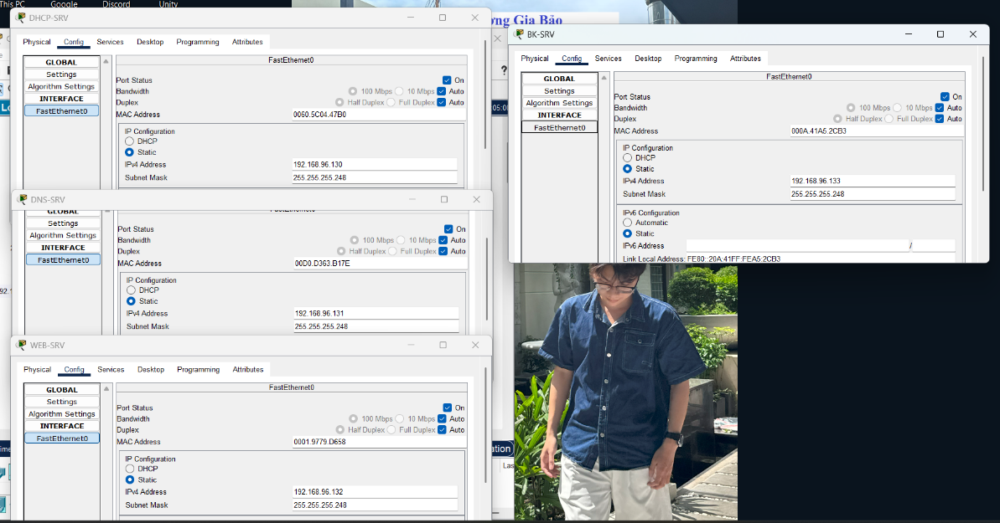 This PC
Google
Discord
Unity
ng Gia Bảo
DHCP-SRV
Physical Config Services Desktop Programming Attributes
GLOBAL
Settings
Algorithm Settings
INTERFACE
FastEthernet0
FastEthernet0
Port Status On
Bandwidth 100 Mbps 10 Mbps Auto
Duplex Half Duplex Full Duplex Auto
MAC Address 0060.5C04.47B0
IP Configuration
DHCP
Static
IPv4 Address 192.168.96.130
Subnet Mask 255.255.255.248
DNS-SRV
GLOBAL
Settings
Algorithm Settings
INTERFACE
FastEthernet0
FastEthernet0
Port Status On
Bandwidth 100 Mbps 10 Mbps Auto
Duplex Half Duplex Full Duplex Auto
MAC Address 00D0.D363.B17E
IP Configuration
DHCP
Static
IPv4 Address 192.168.96.131
Subnet Mask 255.255.255.248
WEB-SRV
Physical Config Services Desktop Programming Attributes
GLOBAL
Settings
Algorithm Settings
INTERFACE
FastEthernet0
FastEthernet0
Port Status On
Bandwidth 100 Mbps 10 Mbps Auto
Duplex Half Duplex Full Duplex Auto
MAC Address 0001.9779.D658
IP Configuration
DHCP
Static
IPv4 Address 192.168.96.132
Subnet Mask 255.255.255.248
?
05:00
ation
Las
BK-SRV
Physical Config Services Desktop Programming Attributes
GLOBAL
Settings
Algorithm Settings
INTERFACE
FastEthernet0
FastEthernet0
Port Status On
Bandwidth 100 Mbps 10 Mbps Auto
Duplex Half Duplex Full Duplex Auto
MAC Address 000A.41A5.2CB3
IP Configuration
DHCP
Static
IPv4 Address 192.168.96.133
Subnet Mask 255.255.255.248
IPv6 Configuration
Automatic
Static
IPv6 Address /
Link Local Address: FE80::20A:41FF:FEA5:2CB3